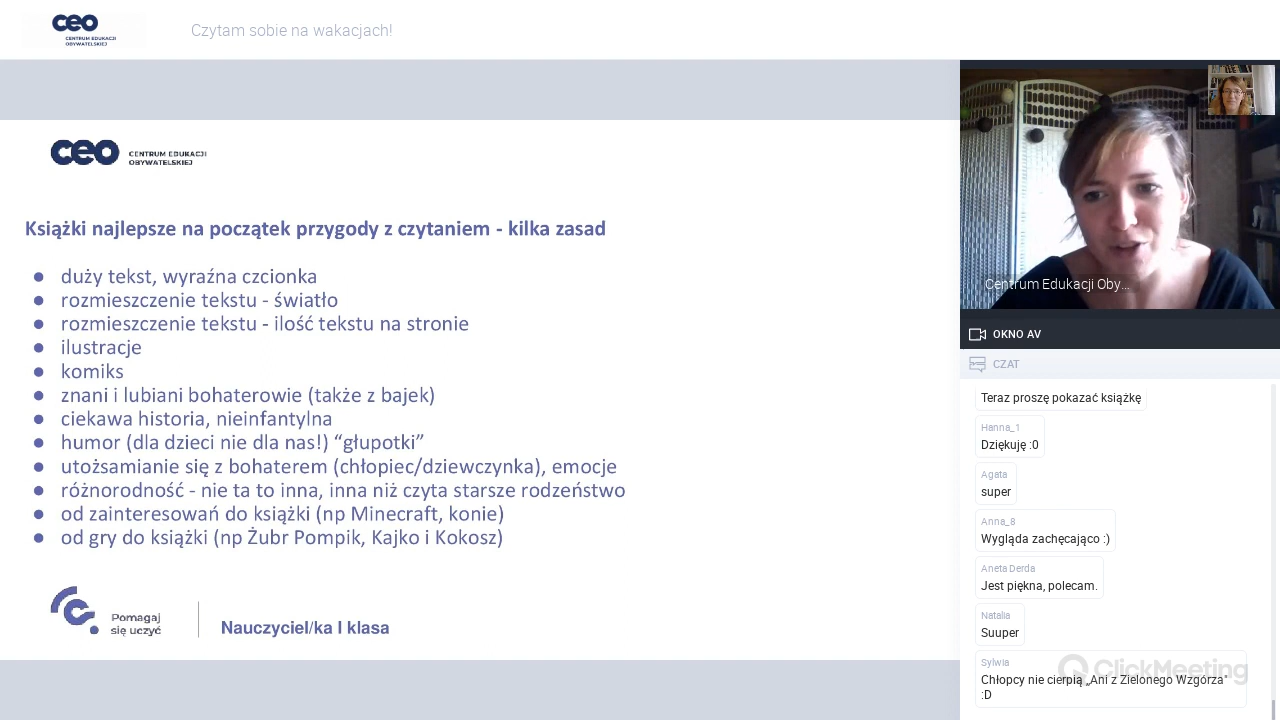 ceo
CENTRUM EDUKACJI
OBYWATELSKIEJ
Czytam sobie na wakacjach!
ceo
CENTRUM EDUKACJI
OBYWATELSKIEJ
Książki najlepsze na początek przygody z czytaniem - kilka zasad
● duży tekst, wyraźna czcionka
● rozmieszczenie tekstu - światło
● rozmieszczenie tekstu - ilość tekstu na stronie
● ilustracje
● komiks
● znani i lubiani bohaterowie (także z bajek)
● ciekawa historia, nieinfantylna
● humor (dla dzieci nie dla nas!) “głupotki”
● utożsamianie się z bohaterem (chłopiec/dziewczynka), emocje
● różnorodność - nie ta to inna, inna niż czyta starsze rodzeństwo
● od zainteresowań do książki (np Minecraft, konie)
● od gry do książki (np Żubr Pompik, Kajko i Kokosz)
Pomagaj
się uczyć
Nauczyciel/ka I klasa
Centrum Edukacji Oby...
OKNO AV
CZAT
Teraz proszę pokazać książkę
Hanna_1
Dziękuję :0
Agata
super
Anna_8
Wygląda zachęcająco :)
Aneta Derda
Jest piękna, polecam.
Natalia
Suuper
Sylwia
ClickMeeting
Chłopcy nie cierpią „Ani z Zielonego Wzgórza"
:D